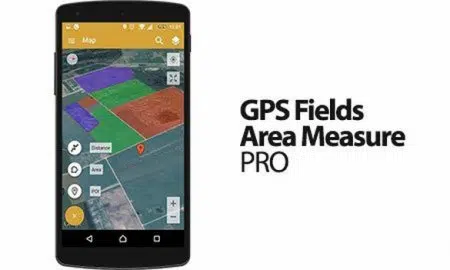 Map
Distance
Area
POI
GPS Fields
Area Measure
PRO